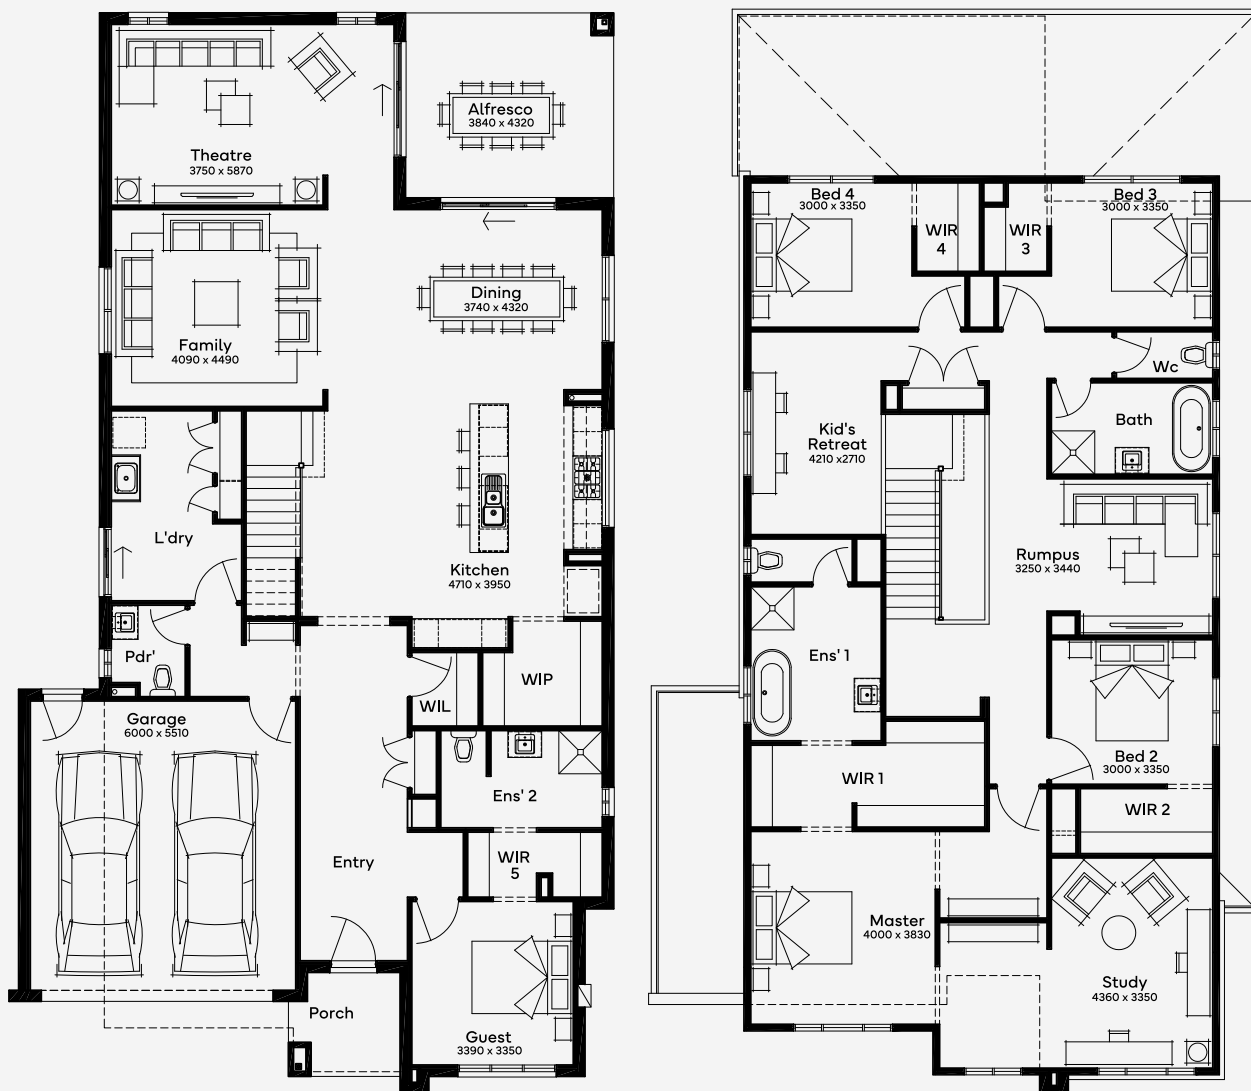 Theatre
3750 x 5870
Alfresco
3840 x 4320
Dining
3740 x 4320
Family
4090 x 4490
L'dry
Kitchen
4710 x 3950
Pdr'
WIL
WIP
Garage
6000 x 5510
Ens' 2
Entry
WIR
5
Porch
Guest
3390 x 3350
Bed 4
3000 x 3350
WIR
4
WIR
3
Bed 3
3000 x 3350
Wc
Bath
Kid's
Retreat
4210 x2710
Rumpus
3250 x 3440
Ens' 1
Bed 2
3000 x 3350
WIR 1
WIR 2
Master
4000 x 3830
Study
4360 x 3350